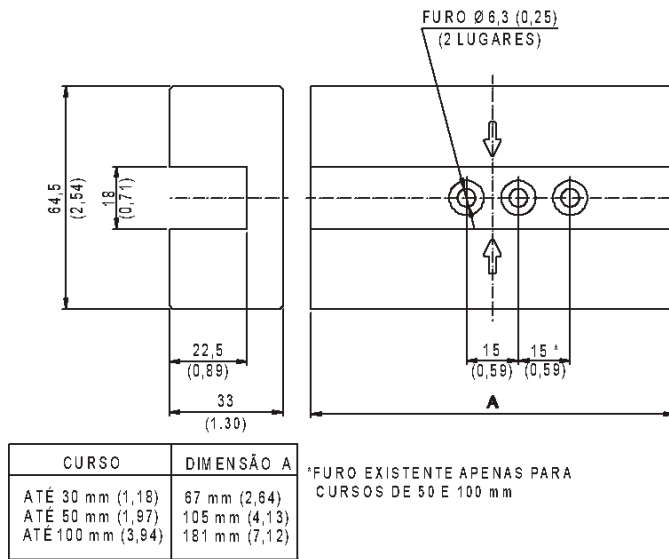 FURO Ø 6,3 (0,25)
(2 LUGARES)
64,5
(2,54)
18
(0,71)
22,5
(0,89)
33
(1.30)
15
(0,59)
15 *
(0,59)
A
CURSO DIMENSÃO A
ATÉ 30 mm (1,18) 67 mm (2,64)
ATÉ 50 mm (1,97) 105 mm (4,13)
ATÉ 100 mm (3,94) 181 mm (7,12)
*FURO EXISTENTE APENAS PARA
CURSOS DE 50 E 100 mm